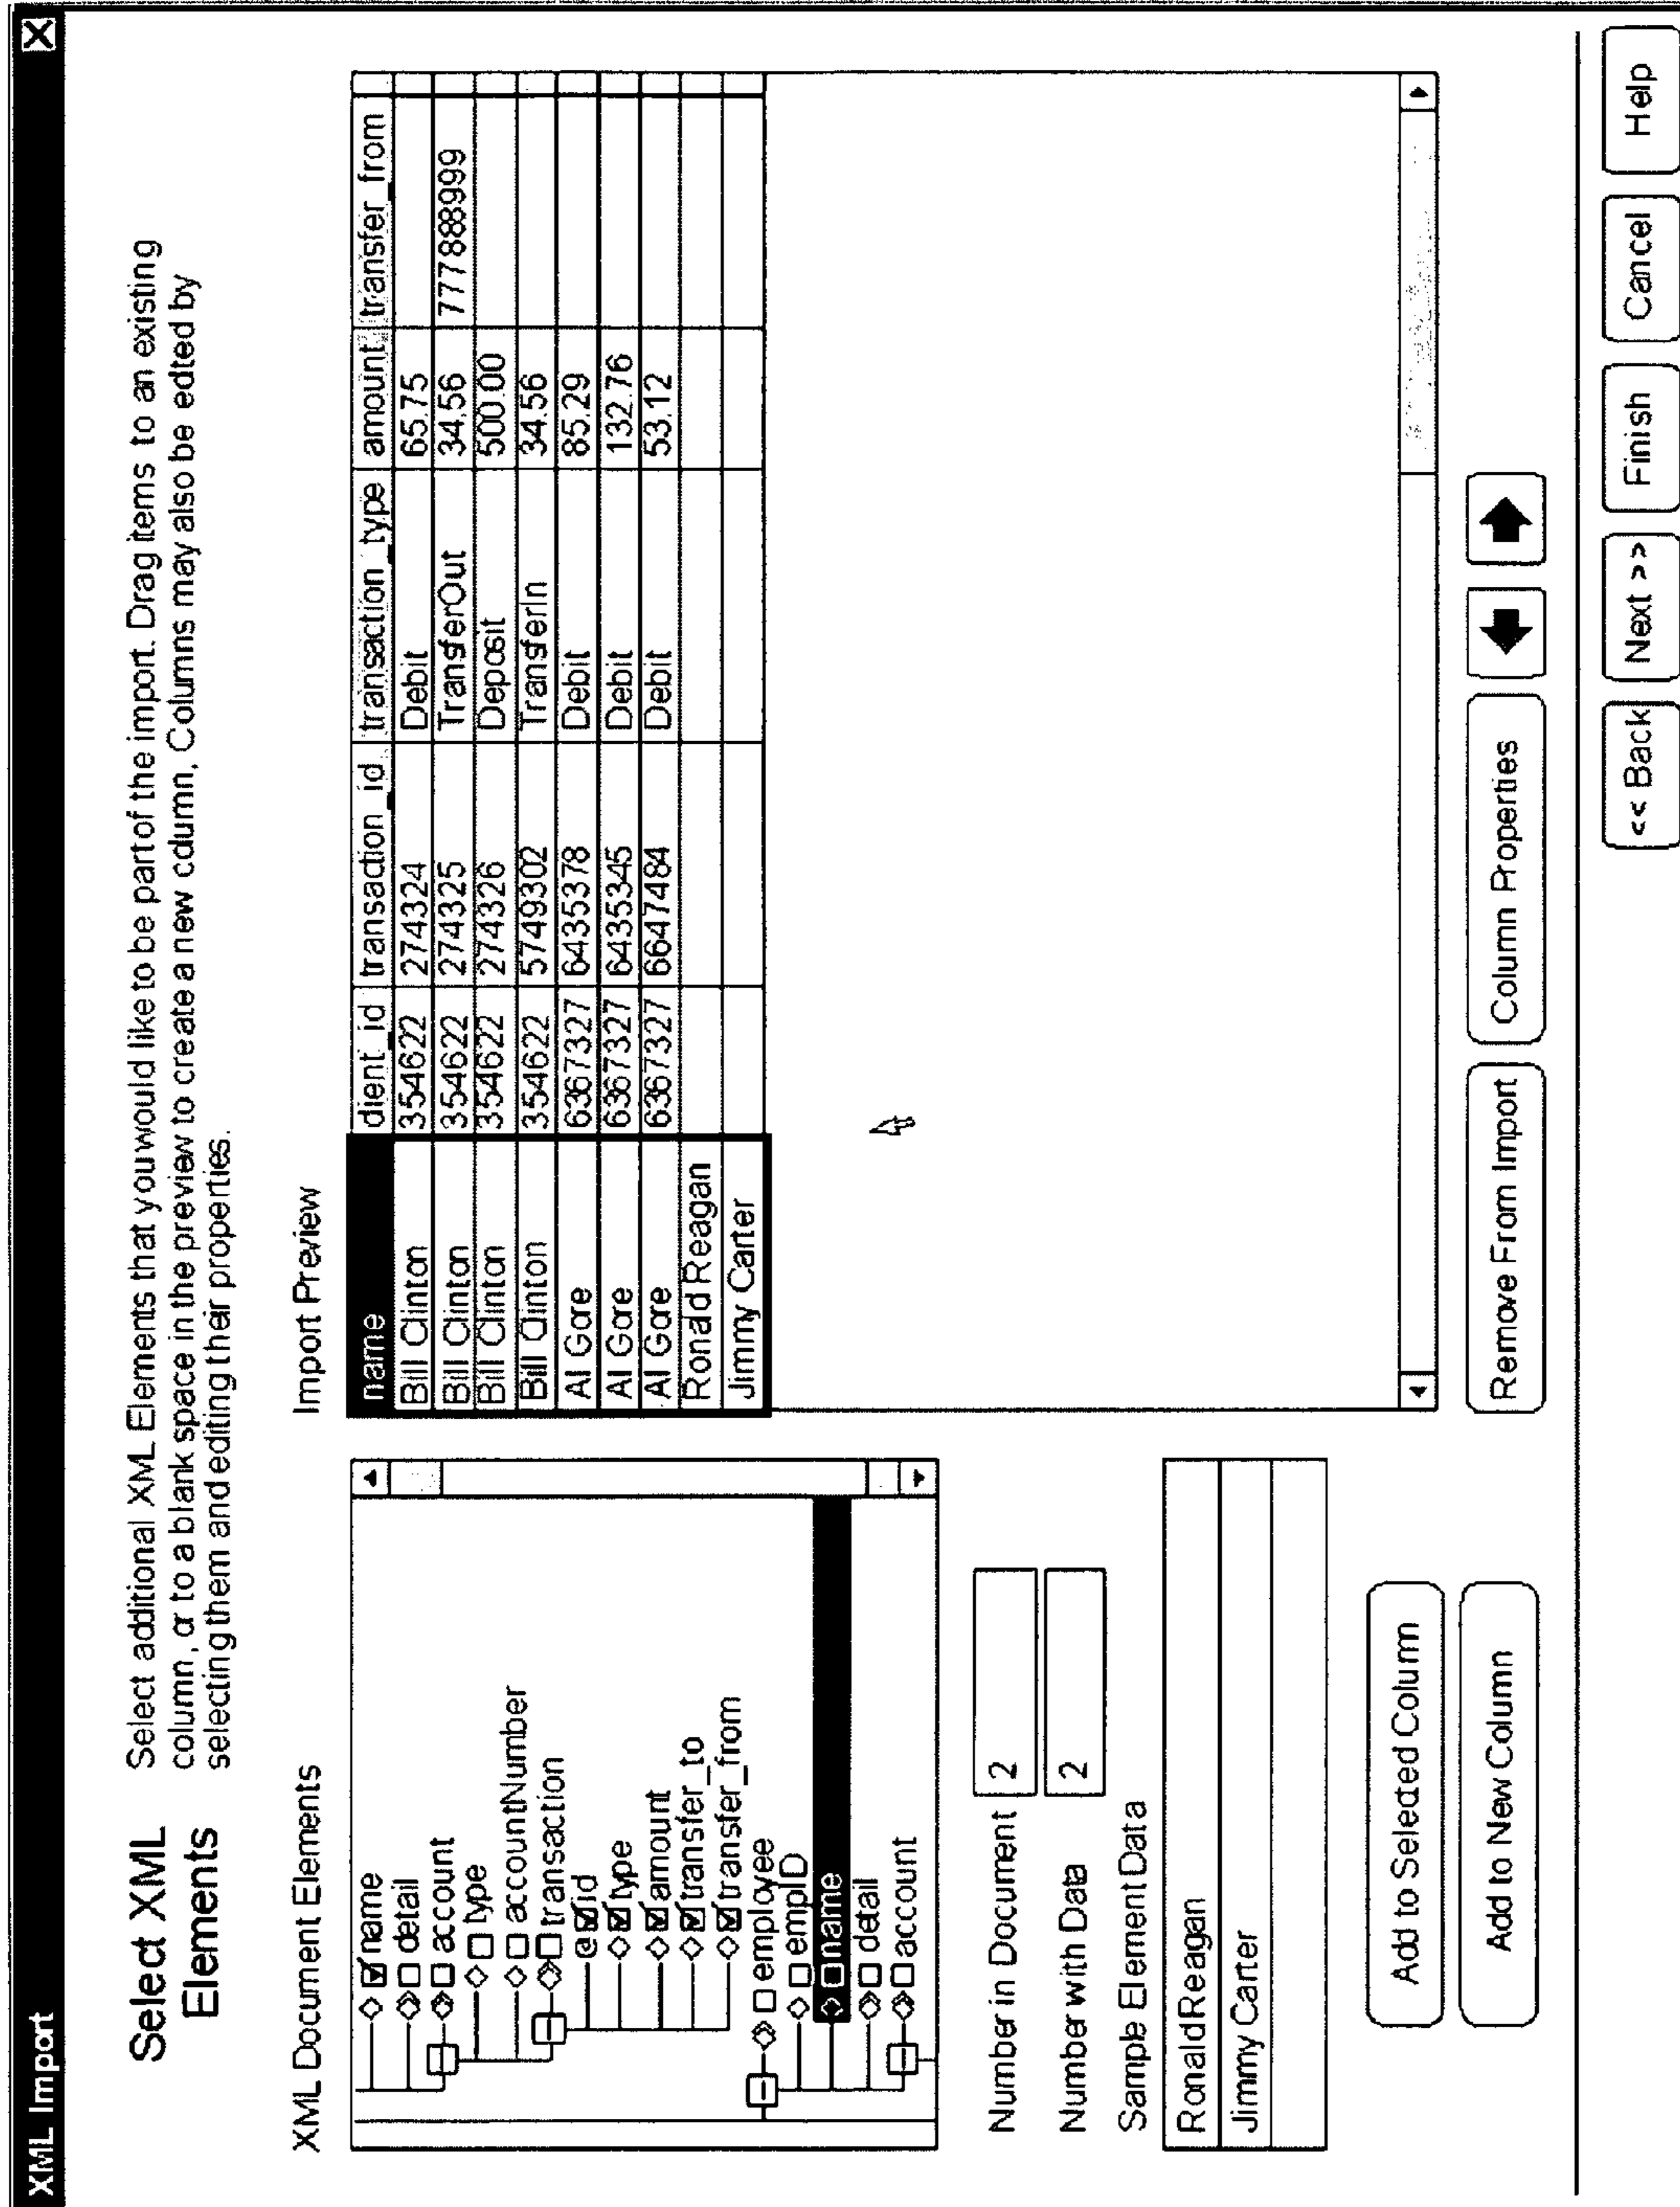 XML Import
Select XML
Elements
Select additional XML Elements that you would like to be part of the import. Drag items to an existing
column, or to a blank space in the preview to create a new column, Columns may also be edted by
selecting them and editing their properties.
XML Document Elements
name
detail
account
type
accountNumber
transaction
@ id
type
amount
transfer_to
transfer_from
employee
empID
name
detail
account
Number in Document 2
Number with Data 2
Sample Element Data
Ronald Reagan
Jimmy Carter
Add to Selected Column
Add to New Column
Import Preview
name client_id transaction_id transaction_type amount transfer_from
Bill Clinton 354622 274324 Debit 65.75
Bill Clinton 354622 274325 TransferOut 34.56 777888999
Bill Clinton 354622 274326 Deposit 500.00
Bill Clinton 354622 5749302 TransferIn 34.56
Al Gore 6367327 6435378 Debit 85.29
Al Gore 6367327 6435345 Debit 132.76
Al Gore 6367327 6647484 Debit 53.12
Ronald Reagan
Jimmy Carter
Remove From Import Column Properties
<< Back Next >> Finish Cancel Help